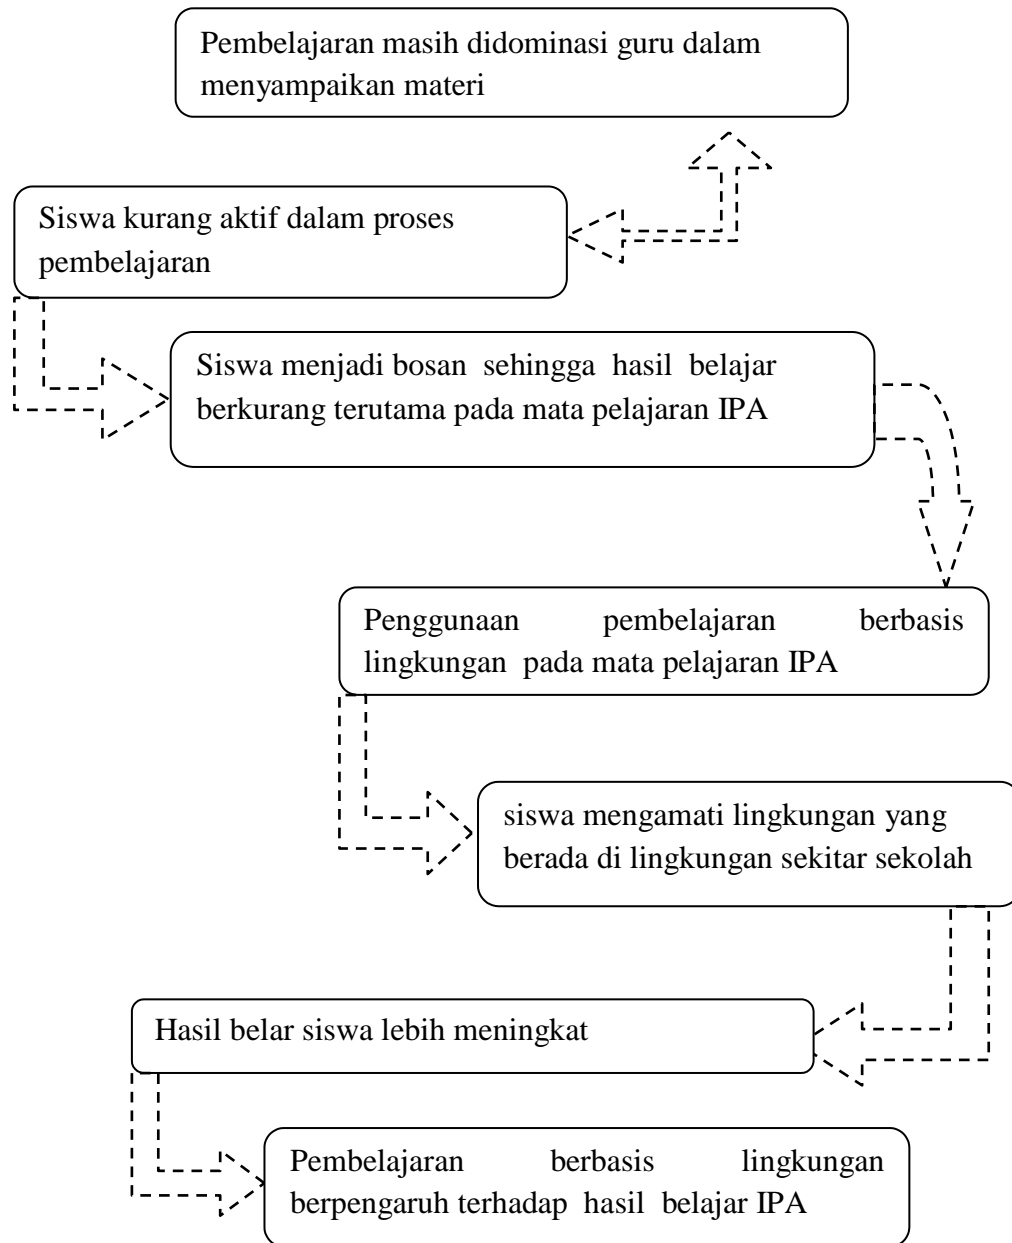 Pembelajaran masih didominasi guru dalam
menyampaikan materi
Siswa kurang aktif dalam proses
pembelajaran
Siswa menjadi bosan sehingga hasil belajar
berkurang terutama pada mata pelajaran IPA
Penggunaan pembelajaran berbasis
lingkungan pada mata pelajaran IPA
siswa mengamati lingkungan yang
berada di lingkungan sekitar sekolah
Hasil belar siswa lebih meningkat
Pembelajaran berbasis lingkungan
berpengaruh terhadap hasil belajar IPA